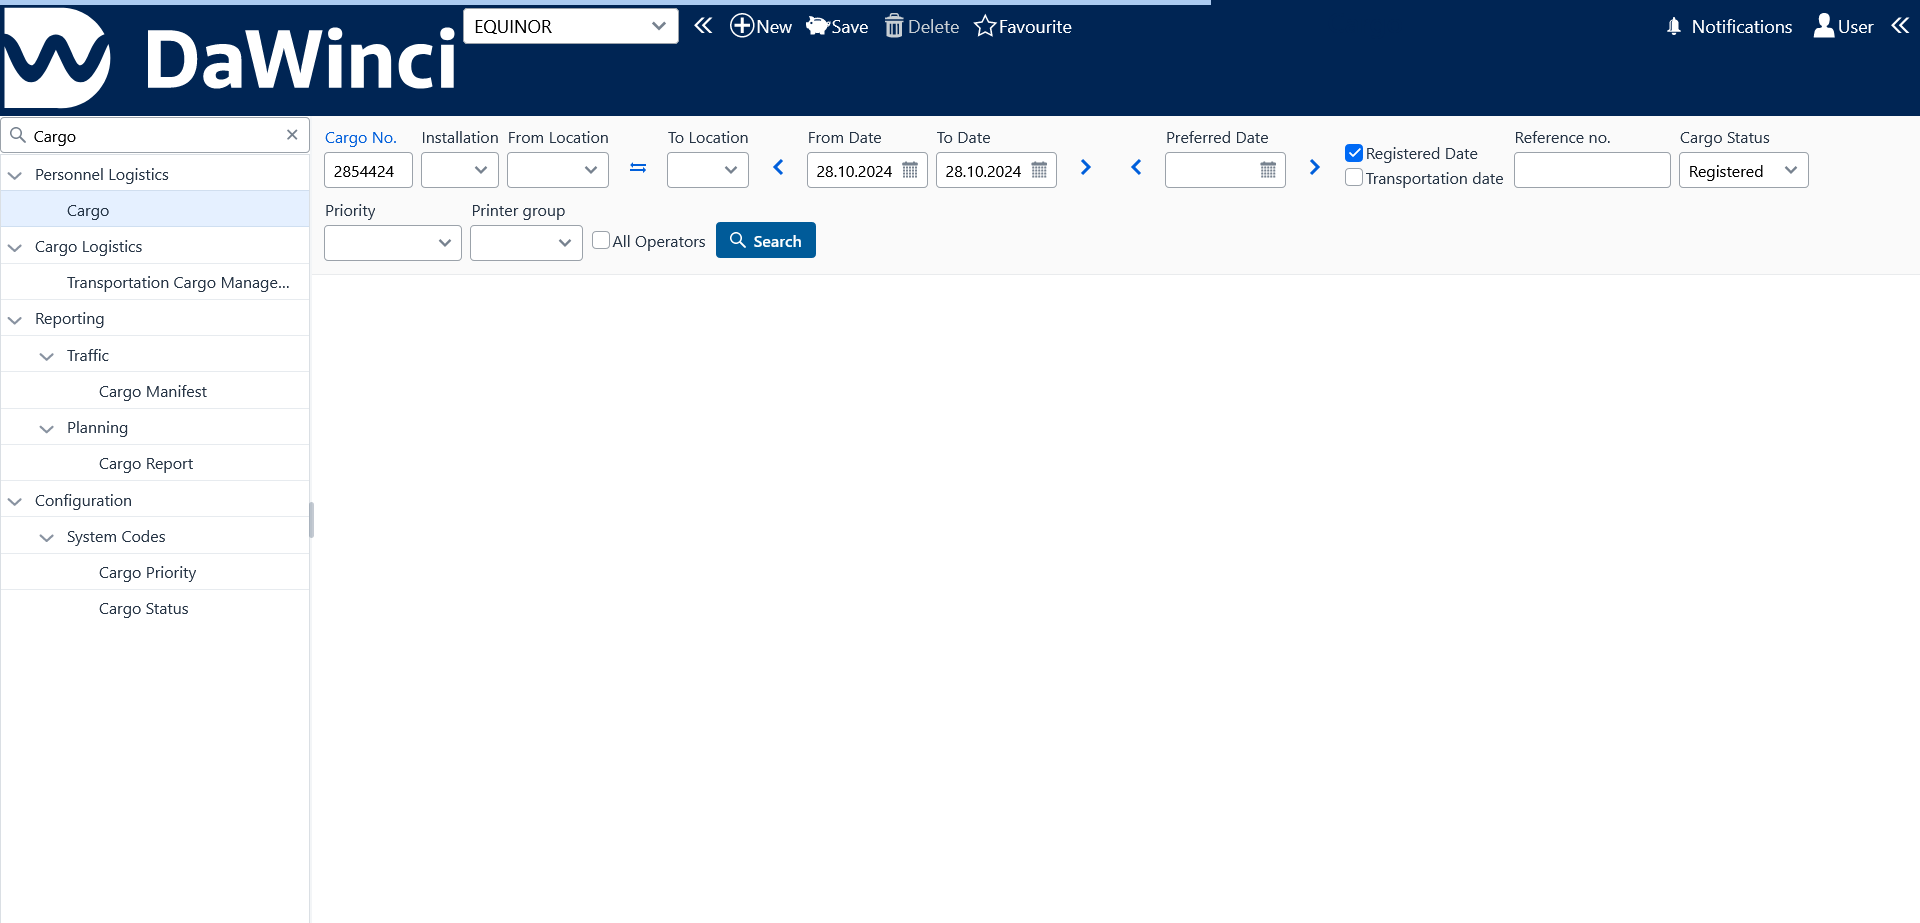 DaWinci
EQUINOR
New
Save
Delete
Favourite
Notifications
User
Cargo
Personnel Logistics
Cargo
Cargo Logistics
Transportation Cargo Manage...
Reporting
Traffic
Cargo Manifest
Planning
Cargo Report
Configuration
System Codes
Cargo Priority
Cargo Status
Cargo No.
Installation
From Location
To Location
From Date
To Date
Preferred Date
Registered Date
Transportation date
Reference no.
Cargo Status
2854424
28.10.2024
28.10.2024
Registered
Priority
Printer group
All Operators
Search